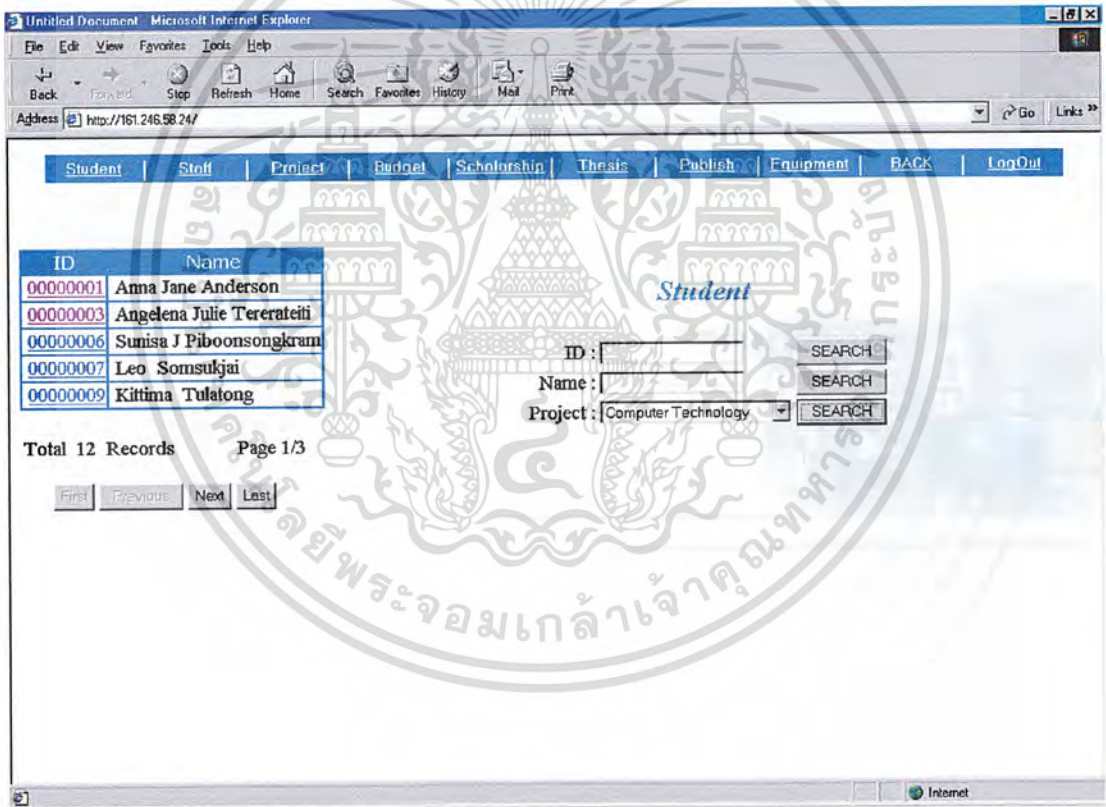 Untitled Document - Microsoft Internet Explorer
File Edit View Favorites Tools Help
Back Forward Stop Refresh Home Search Favorites History Mail Print
Address http://161.246.58.24/ Go Links »
Student | Staff | Project | Budget | Scholarship | Thesis | Publish | Equipment | BACK | LogOut
ID Name
00000001 Anna Jane Anderson
00000003 Angelena Julie Tererateiti
00000006 Sunisa J Piboonsongkram
00000007 Leo Somsukjai
00000009 Kittima Tulatong
Total 12 Records Page 1/3
First Previous Next Last
Student
ID : SEARCH
Name : SEARCH
Project : Computer Technology SEARCH
พระจอมเกล้าเจ้าคุณทหาร
Internet